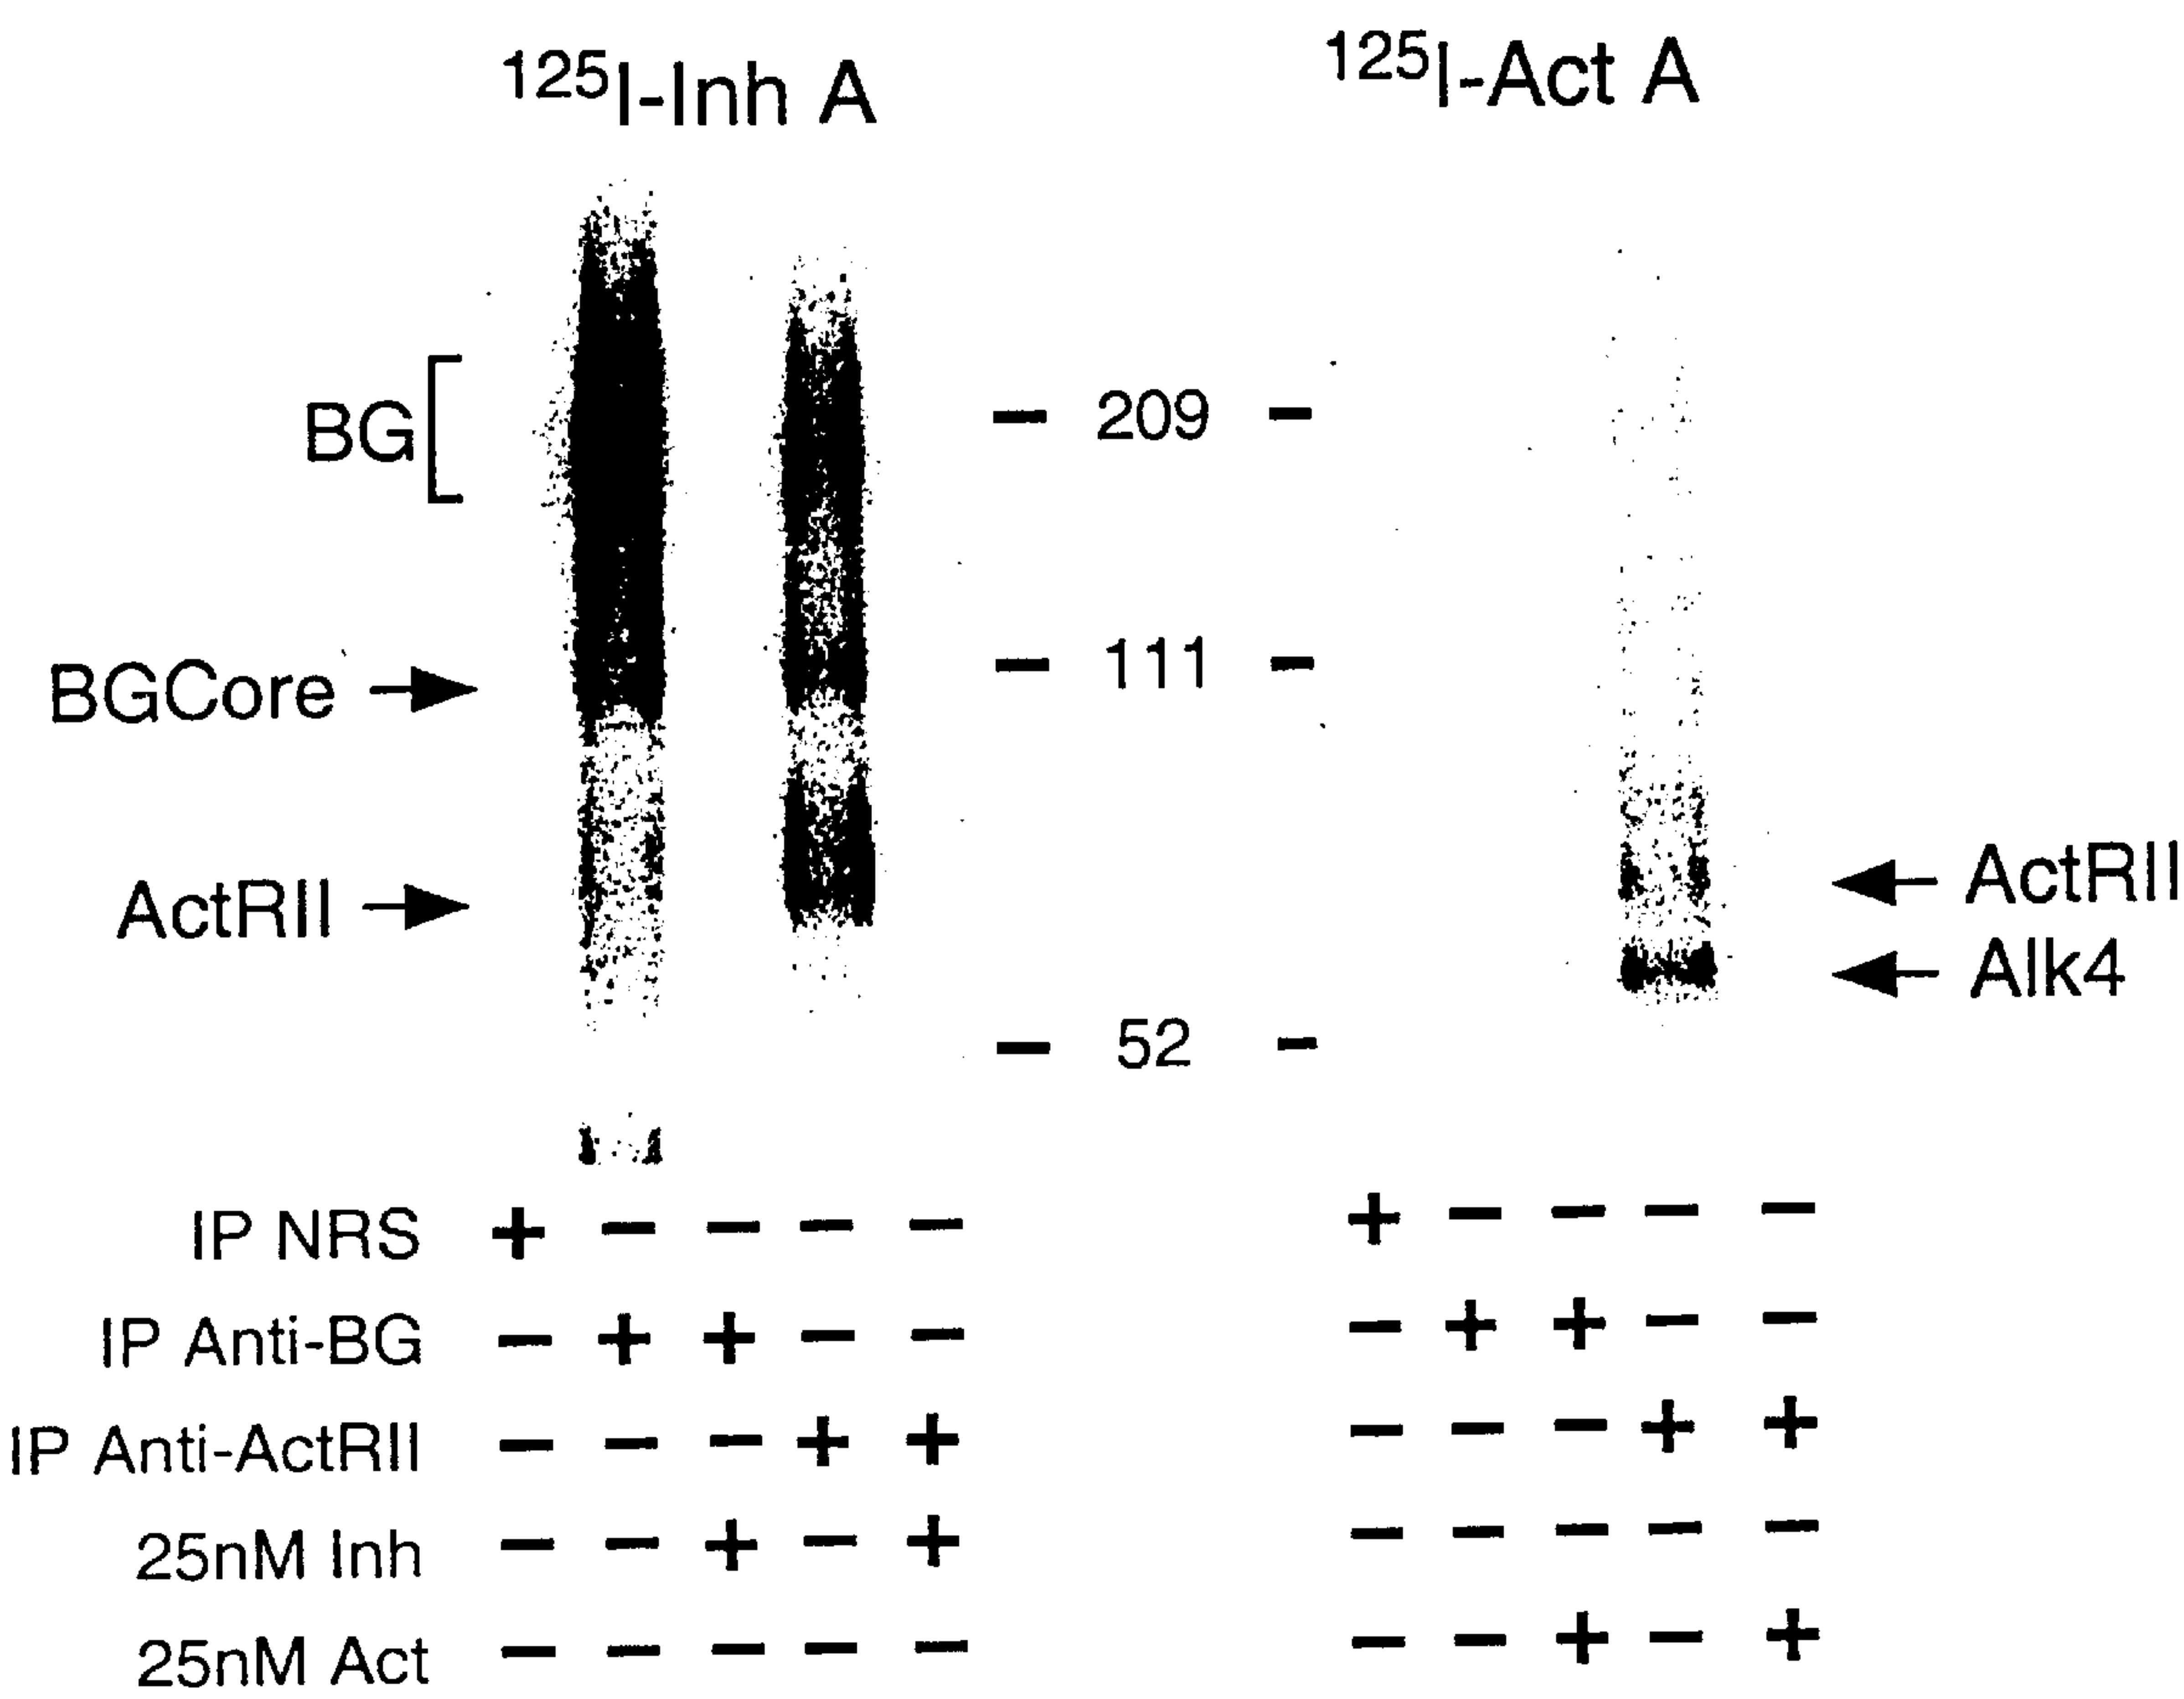 125I-Inh A 125I-Act A
BG - 209 -
BGCore - 111 -
ActRII ActRII
Alk4
- 52 -
IP NRS + - - - - + - - - -
IP Anti-BG - + + - - - + + - -
IP Anti-ActRII - - - + + - - - + +
25nM Inh - - + - + - - - - -
25nM Act - - - - - - - + - +